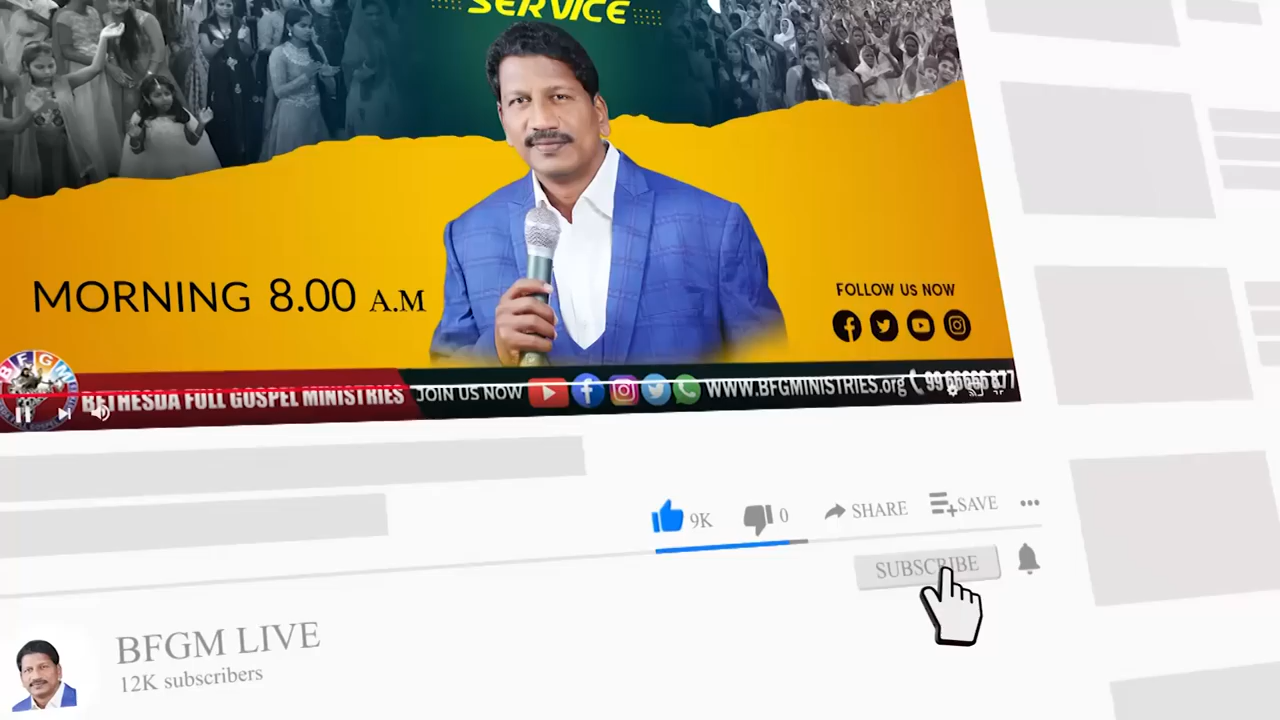 SERVICE
MORNING 8.00 A.M
FOLLOW US NOW
BFGM
BETHESDA FULL GOSPEL MINISTRIES JOIN US NOW WWW.BFGMINISTRIES.org
9K 0 SHARE SAVE
SUBSCRIBE
BFGM LIVE
12K subscribers